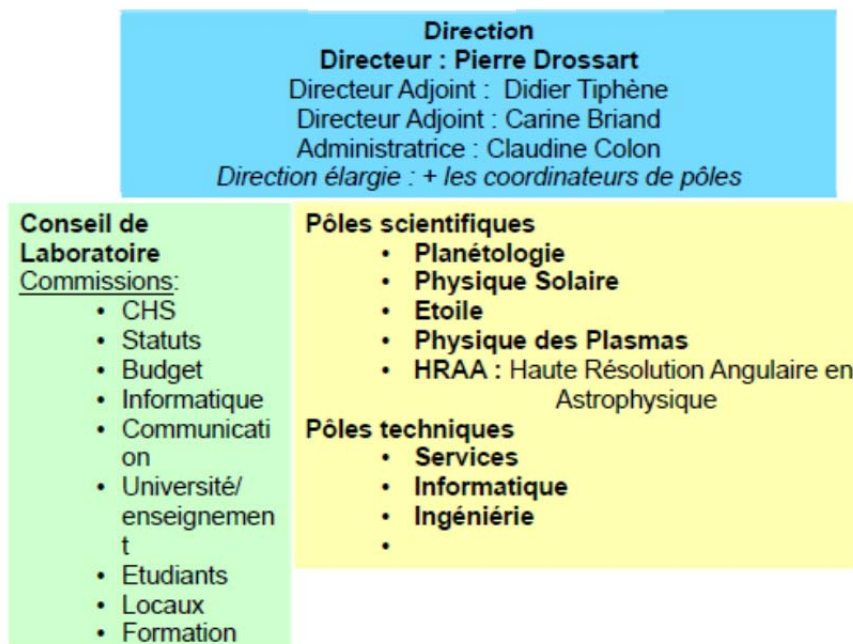 Direction
Directeur : Pierre Drossart
Directeur Adjoint : Didier Tiphène
Directeur Adjoint : Carine Briand
Administratrice : Claudine Colon
Direction élargie : + les coordinateurs de pôles
Conseil de
Laboratoire
Commissions:
• CHS
• Statuts
• Budget
• Informatique
• Communicati
on
• Université/
enseignemen
t
• Etudiants
• Locaux
• Formation
Pôles scientifiques
• Planétologie
• Physique Solaire
• Etoile
• Physique des Plasmas
• HRAA : Haute Résolution Angulaire en
Astrophysique
Pôles techniques
• Services
• Informatique
• Ingéniérie
•